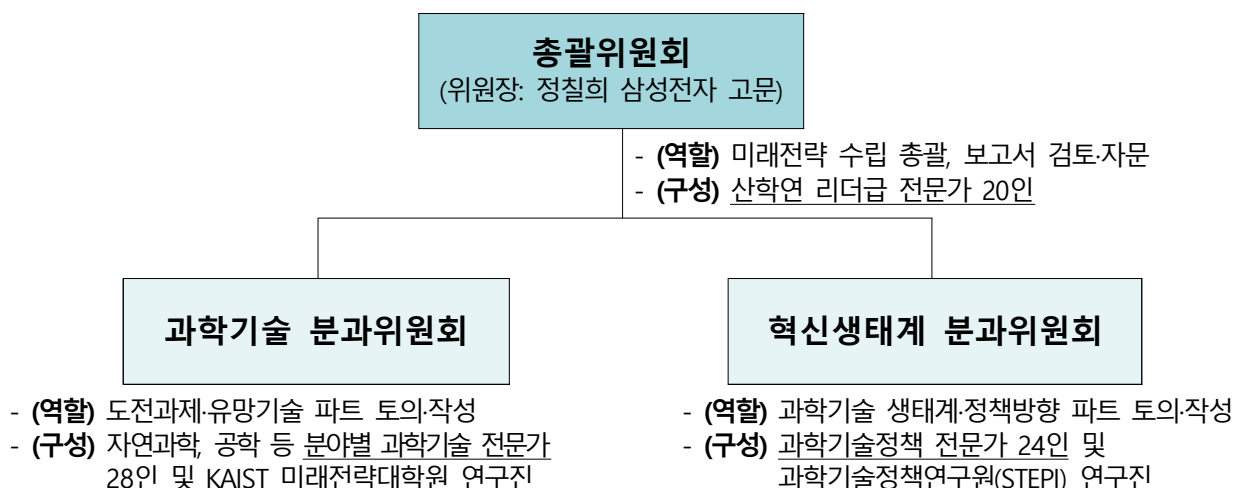 총괄위원회
(위원장: 정칠희 삼성전자 고문)
- (역할) 미래전략 수립 총괄, 보고서 검토·자문
- (구성) 산학연 리더급 전문가 20인
과학기술 분과위원회
- (역할) 도전과제·유망기술 파트 토의·작성
- (구성) 자연과학, 공학 등 분야별 과학기술 전문가
28인 및 KAIST 미래전략대학원 연구진
혁신생태계 분과위원회
- (역할) 과학기술 생태계·정책방향 파트 토의·작성
- (구성) 과학기술정책 전문가 24인 및
과학기술정책연구원(STEPI) 연구진